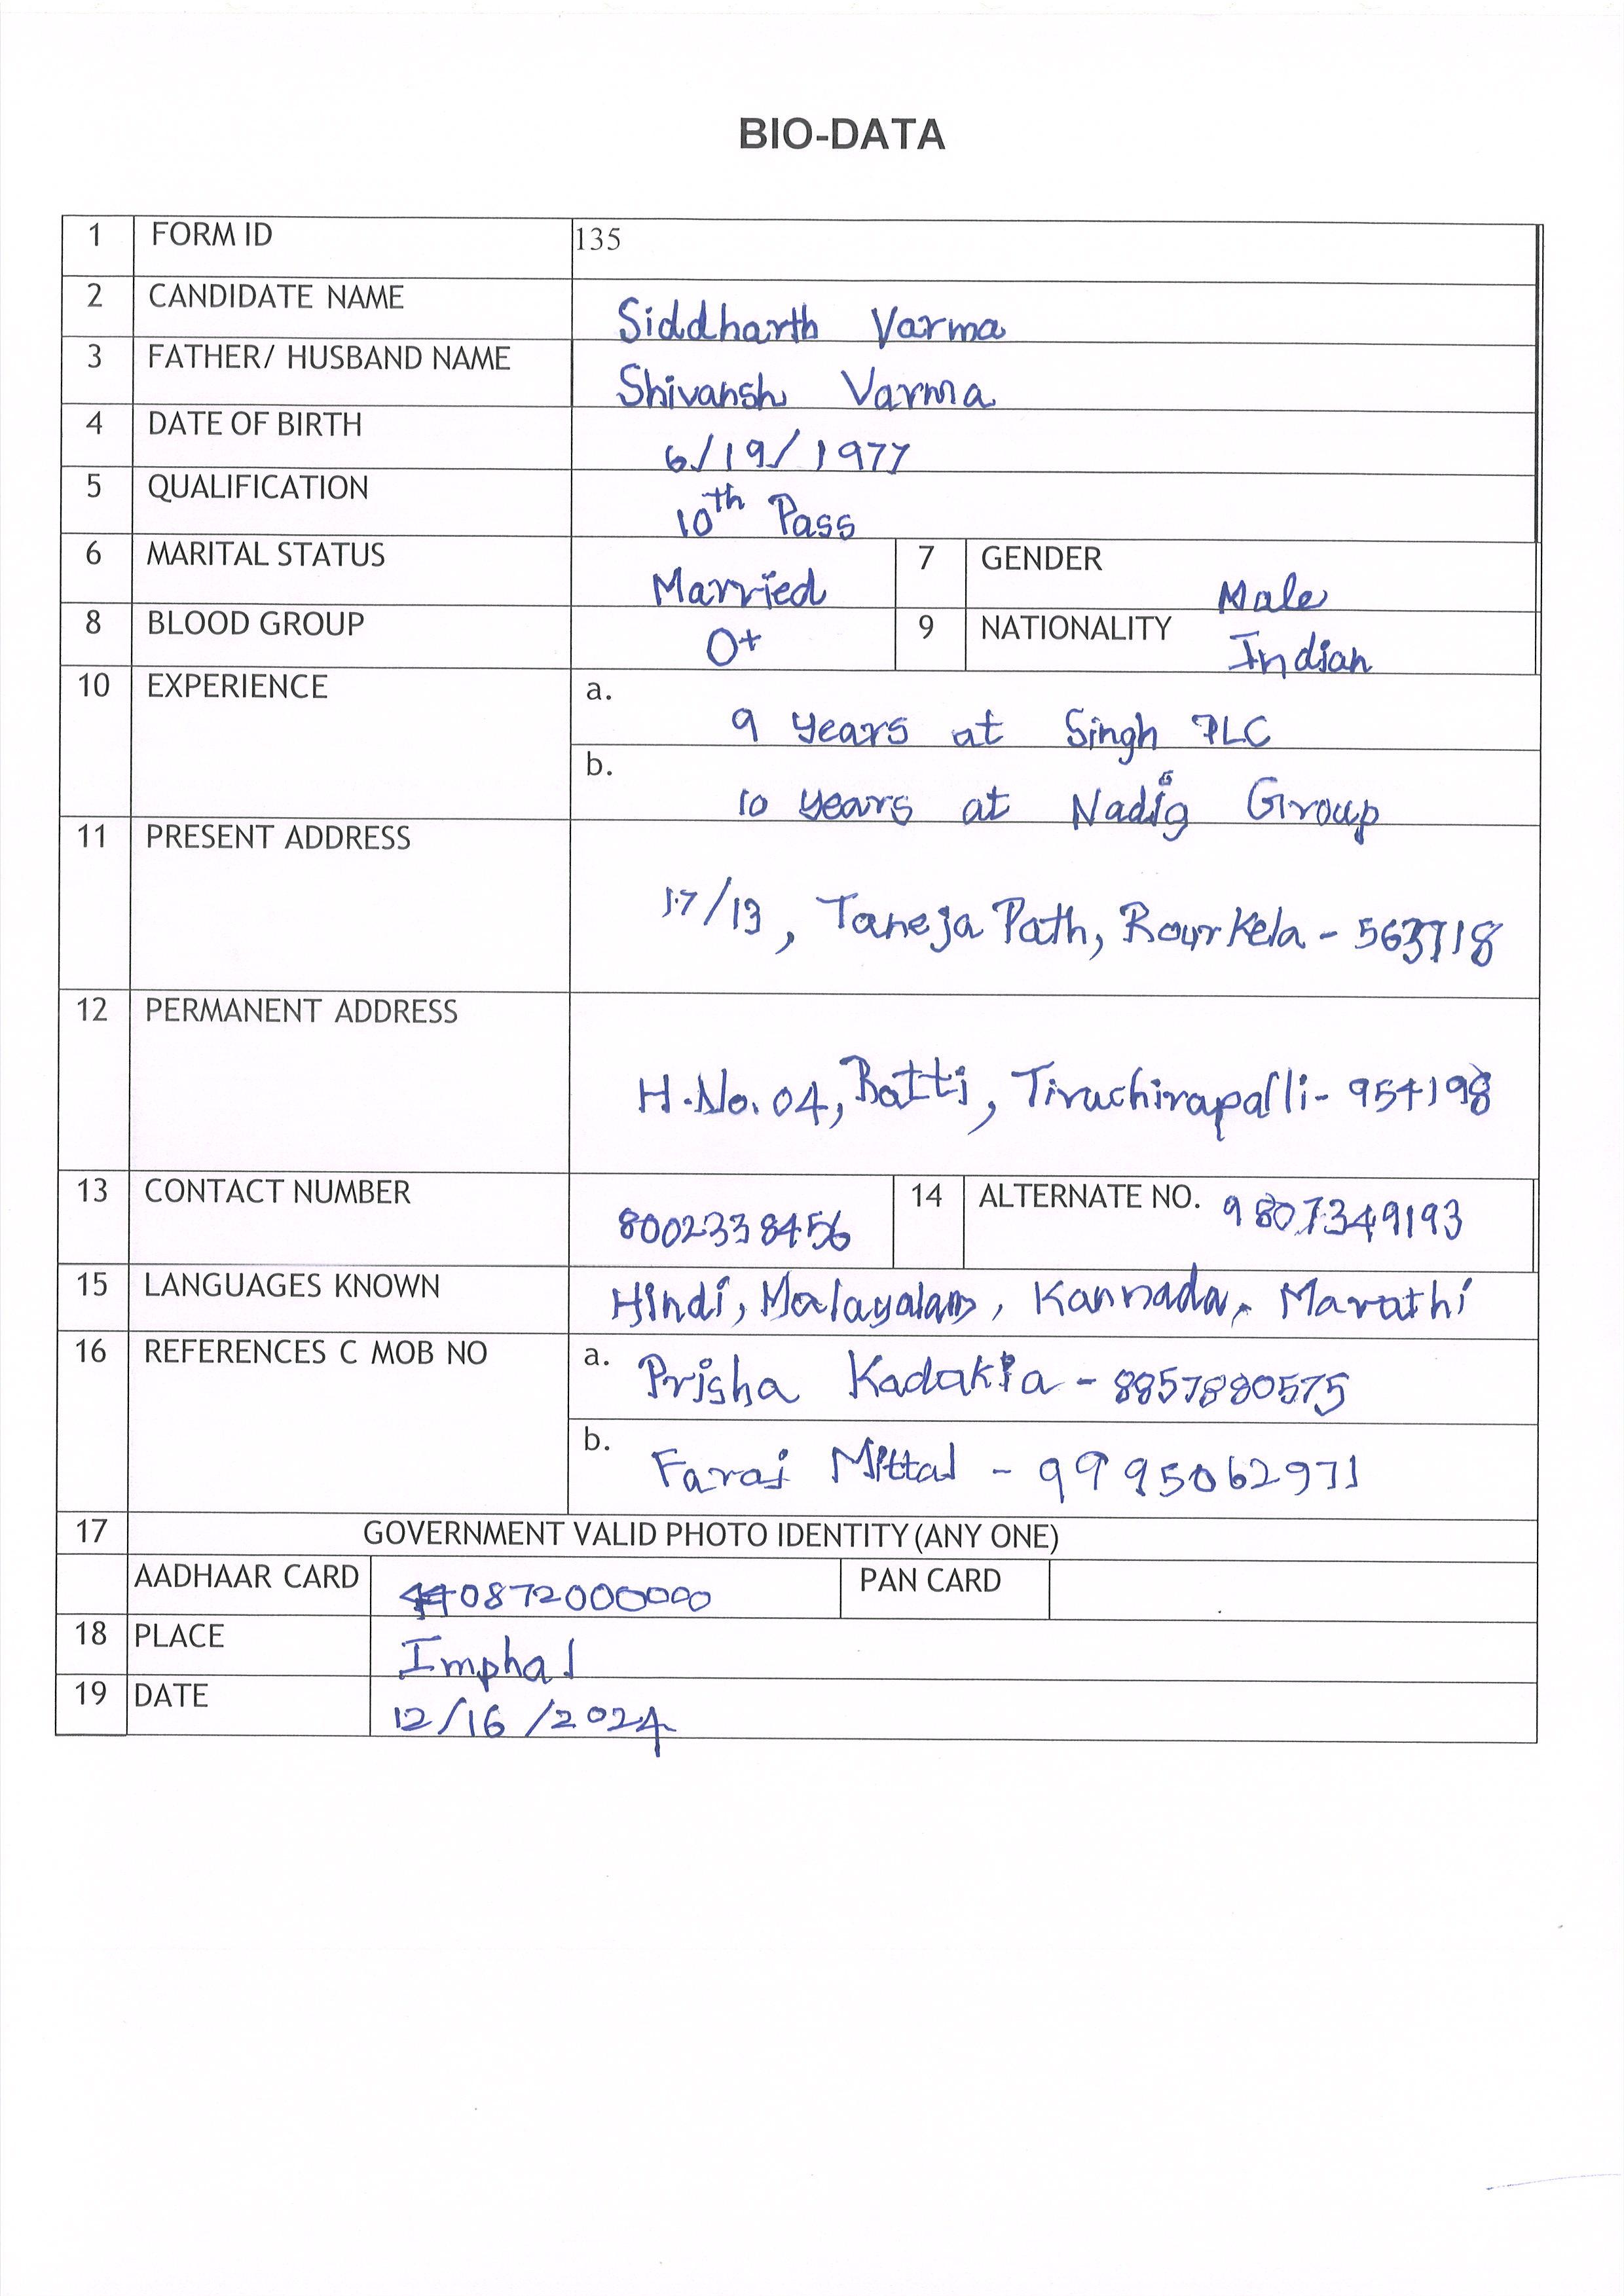 BIO-DATA
1 FORM ID 135
2 CANDIDATE NAME Siddharth Varma
3 FATHER/ HUSBAND NAME Shivansh Varma
4 DATE OF BIRTH 6/19/1977
5 QUALIFICATION 10th Pass
6 MARITAL STATUS Married 7 GENDER Male
8 BLOOD GROUP O+ 9 NATIONALITY Indian
10 EXPERIENCE a. 9 years at Singh PLC
b. 10 years at Nadig Group
11 PRESENT ADDRESS 17/13, Taneja Path, Rourkela - 563718
12 PERMANENT ADDRESS H.No. 04, Batti, Tiruchirapalli- 954198
13 CONTACT NUMBER 8002338456 14 ALTERNATE NO. 9807349193
15 LANGUAGES KNOWN Hindi, Malayalam, Kannada, Marathi
16 REFERENCES C MOB NO a. Prisha Kadakia - 8857880575
b. Faraj Mittal - 9995062971
17 GOVERNMENT VALID PHOTO IDENTITY (ANY ONE)
AADHAAR CARD 440872000000 PAN CARD
18 PLACE Imphal
19 DATE 12/16/2024